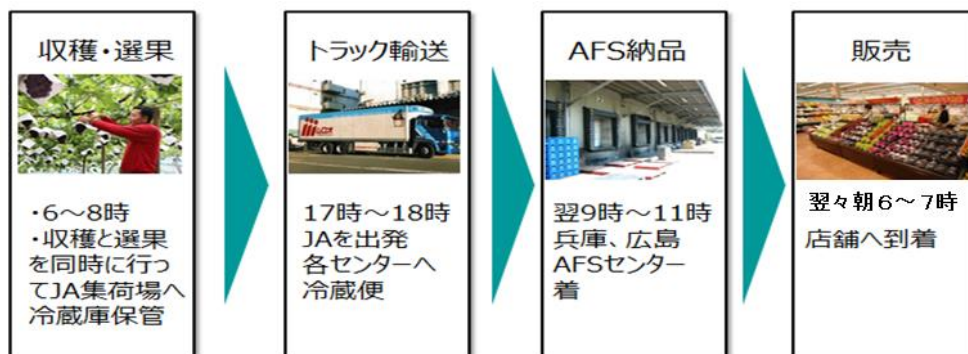 収穫・選果
・6～8時
・収穫と選果
を同時に行っ
てJA集荷場へ
冷蔵庫保管
トラック輸送
17時～18時
JAを出発
各センターへ
冷蔵便
AFS納品
翌9時～11時
兵庫、広島
AFSセンター
着
販売
翌々朝６～７時
店舗へ到着